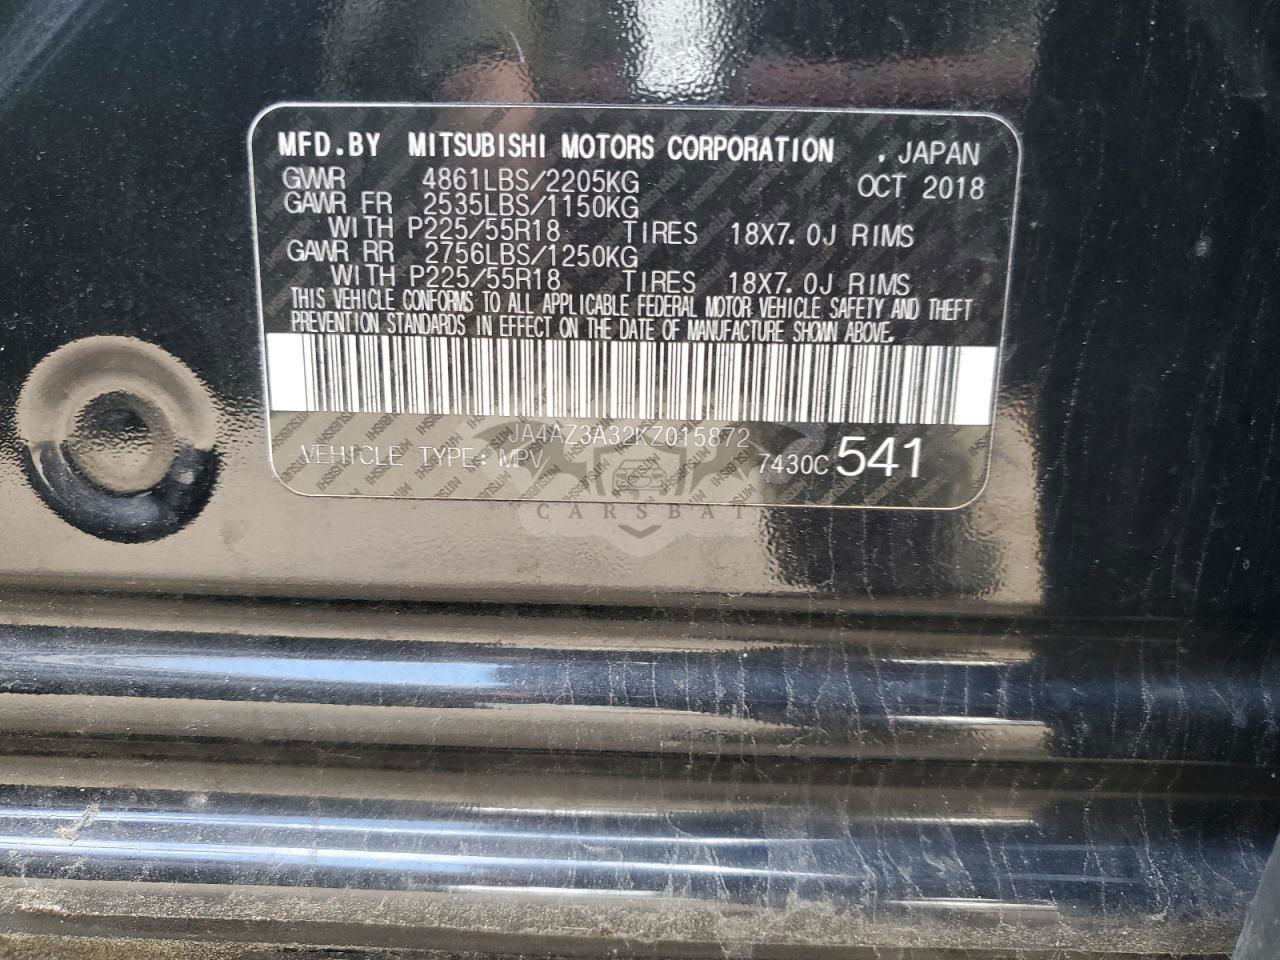 MFD.BY MITSUBISHI MOTORS CORPORATION , JAPAN
GVWR 4861LBS/2205KG OCT 2018
GAWR FR 2535LBS/1150KG
WITH P225/55R18 TIRES 18X7.0J RIMS
GAWR RR 2756LBS/1250KG
WITH P225/55R18 TIRES 18X7.0J RIMS
THIS VEHICLE CONFORMS TO ALL APPLICABLE FEDERAL MOTOR VEHICLE SAFETY AND THEFT
PREVENTION STANDARDS IN EFFECT ON THE DATE OF MANUFACTURE SHOWN ABOVE.
JA4AZ3A32KZ015872
VEHICLE TYPE: MPV 7430C 541
CARSBAT